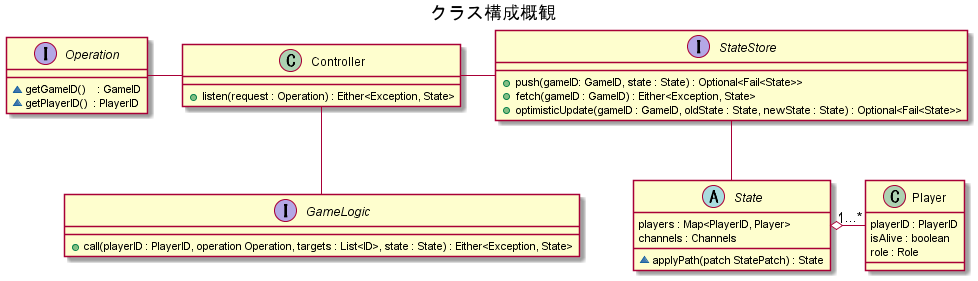 クラス構成概観
I Operation
getGameID() : GameID
getPlayerID() : PlayerID
C Controller
listen(request : Operation) : Either<Exception, State>
I StateStore
push(gameID: GameID, state : State) : Optional<Fail<State>>
fetch(gameID : GameID) : Either<Exception, State>
optimisticUpdate(gameID : GameID, oldState : State, newState : State) : Optional<Fail<State>>
I GameLogic
call(playerID : PlayerID, operation Operation, targets : List<ID>, state : State) : Either<Exception, State>
A State
players : Map<PlayerID, Player>
channels : Channels
applyPath(patch StatePatch) : State
1...*
C Player
playerID : PlayerID
isAlive : boolean
role : Role